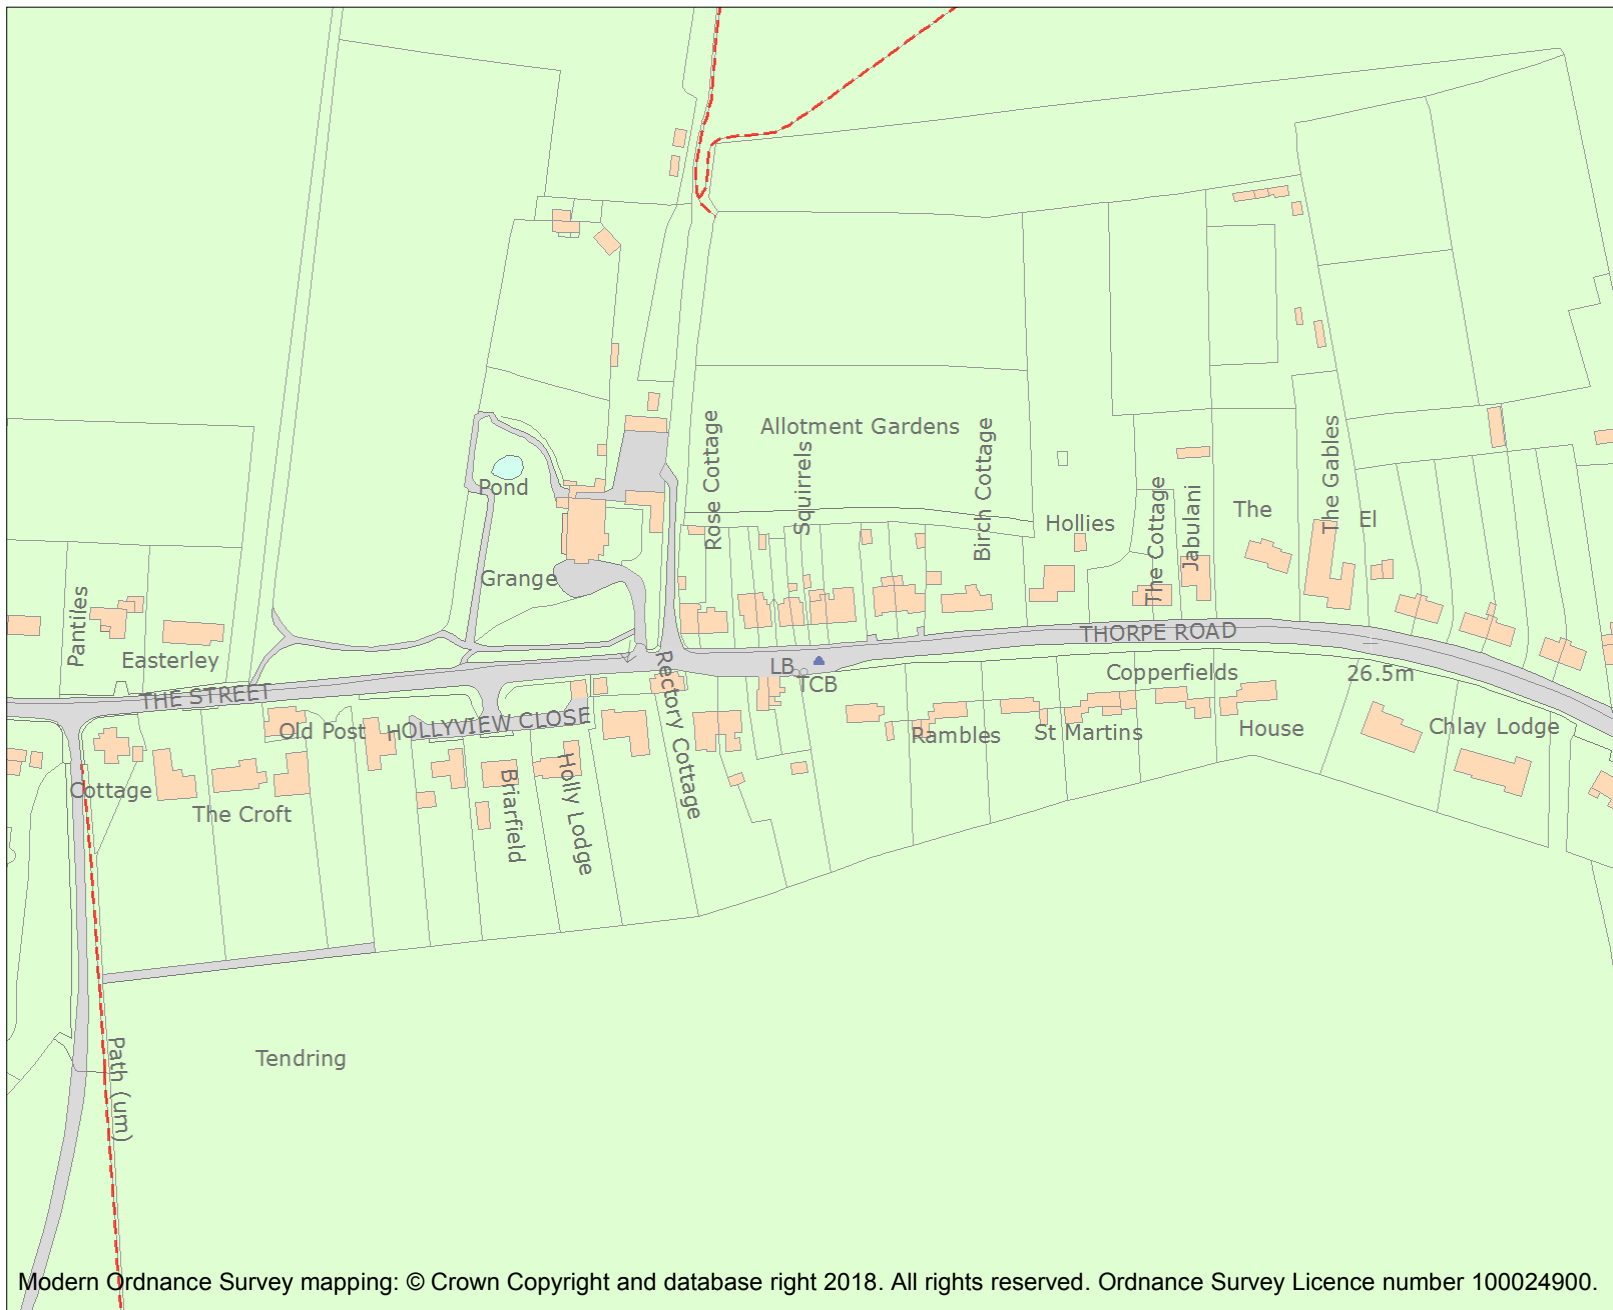 Allotment Gardens
Rose Cottage
Squirrels
Birch Cottage
Pond
Hollies
The Cottage
Jabulani
The
The Gables
El
Grange
Pantiles
Easterley
THE STREET
THORPE ROAD
LB
TCB
Copperfields
26.5m
Old Post
HOLLYVIEW CLOSE
Rectory Cottage
Rambles
St Martins
House
Chlay Lodge
Cottage
The Croft
Briarfield
Holly Lodge
Tendring
Path (um)
Modern Ordnance Survey mapping: © Crown Copyright and database right 2018. All rights reserved. Ordnance Survey Licence number 100024900.